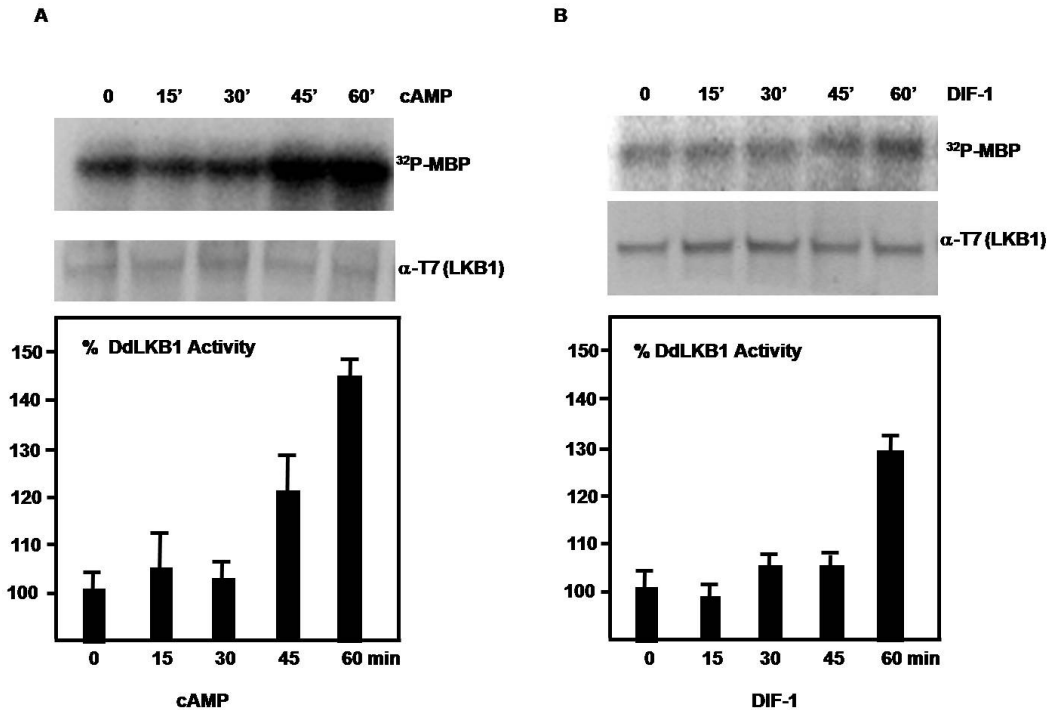 A
0 15’ 30’ 45’ 60’ cAMP
³²P-MBP
α-T7 (LKB1)
% DdLKB1 Activity
150
140
130
120
110
100
0 15 30 45 60 min
cAMP
B
0 15’ 30’ 45’ 60’ DIF-1
³²P-MBP
α-T7 (LKB1)
% DdLKB1 Activity
150
140
130
120
110
100
0 15 30 45 60 min
DIF-1